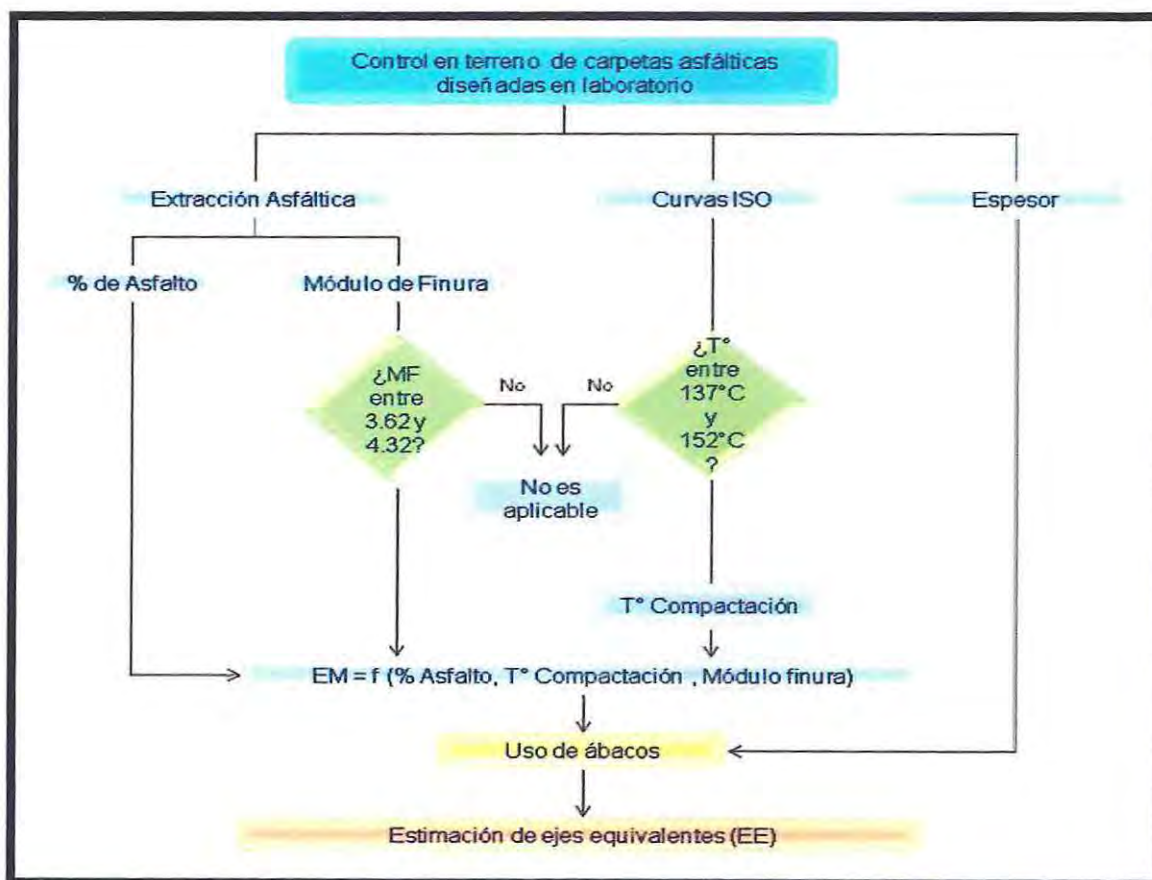 Control en terreno de carpetas asfálticas
diseñadas en laboratorio
Extracción Asfáltica
Curvas ISO
Espesor
% de Asfalto
Módulo de Finura
¿MF
entre
3.62 y
4.32?
No
No
¿T°
entre
137°C
y
152°C
?
No es
aplicable
T° Compactación
EM = f (% Asfalto, T° Compactación , Módulo finura)
Uso de ábacos
Estimación de ejes equivalentes (EE)